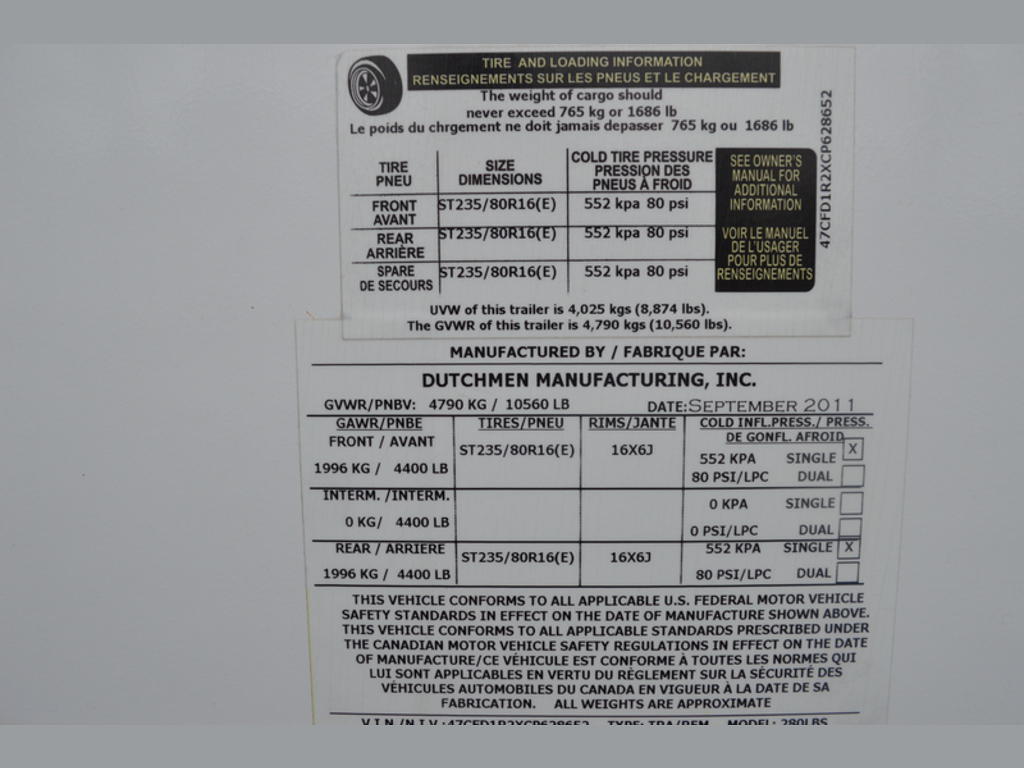 TIRE AND LOADING INFORMATION
RENSEIGNEMENTS SUR LES PNEUS ET LE CHARGEMENT
The weight of cargo should
never exceed 765 kg or 1686 lb
Le poids du chrgement ne doit jamais depasser 765 kg ou 1686 lb
TIRE PNEU
SIZE DIMENSIONS
COLD TIRE PRESSURE
PRESSION DES
PNEUS À FROID
FRONT AVANT ST235/80R16(E) 552 kpa 80 psi
REAR ARRIÈRE ST235/80R16(E) 552 kpa 80 psi
SPARE DE SECOURS ST235/80R16(E) 552 kpa 80 psi
SEE OWNER'S
MANUAL FOR
ADDITIONAL
INFORMATION
VOIR LE MANUEL
DE L'USAGER
POUR PLUS DE
RENSEIGNEMENTS
47CFD1R2XCP628652
UVW of this trailer is 4,025 kgs (8,874 lbs).
The GVWR of this trailer is 4,790 kgs (10,560 lbs).
MANUFACTURED BY / FABRIQUE PAR:
DUTCHMEN MANUFACTURING, INC.
GVWR/PNBV: 4790 KG / 10560 LB DATE:SEPTEMBER 2011
GAWR/PNBE TIRES/PNEU RIMS/JANTE COLD INFL.PRESS./ PRESS.
DE GONFL. AFROID
FRONT / AVANT ST235/80R16(E) 16X6J 552 KPA SINGLE X
1996 KG / 4400 LB 80 PSI/LPC DUAL
INTERM. /INTERM. 0 KPA SINGLE
0 KG/ 4400 LB 0 PSI/LPC DUAL
REAR / ARRIERE ST235/80R16(E) 16X6J 552 KPA SINGLE X
1996 KG / 4400 LB 80 PSI/LPC DUAL
THIS VEHICLE CONFORMS TO ALL APPLICABLE U.S. FEDERAL MOTOR VEHICLE
SAFETY STANDARDS IN EFFECT ON THE DATE OF MANUFACTURE SHOWN ABOVE.
THIS VEHICLE CONFORMS TO ALL APPLICABLE STANDARDS PRESCRIBED UNDER
THE CANADIAN MOTOR VEHICLE SAFETY REGULATIONS IN EFFECT ON THE DATE
OF MANUFACTURE/CE VÉHICULE EST CONFORME À TOUTES LES NORMES QUI
LUI SONT APPLICABLES EN VERTU DU RÈGLEMENT SUR LA SÉCURITÉ DES
VÉHICULES AUTOMOBILES DU CANADA EN VIGUEUR À LA DATE DE SA
FABRICATION. ALL WEIGHTS ARE APPROXIMATE
V.I.N./N.I.V.:47CFD1R2XCP628652 TYPE: TRA/REM MODEL: 280LBS